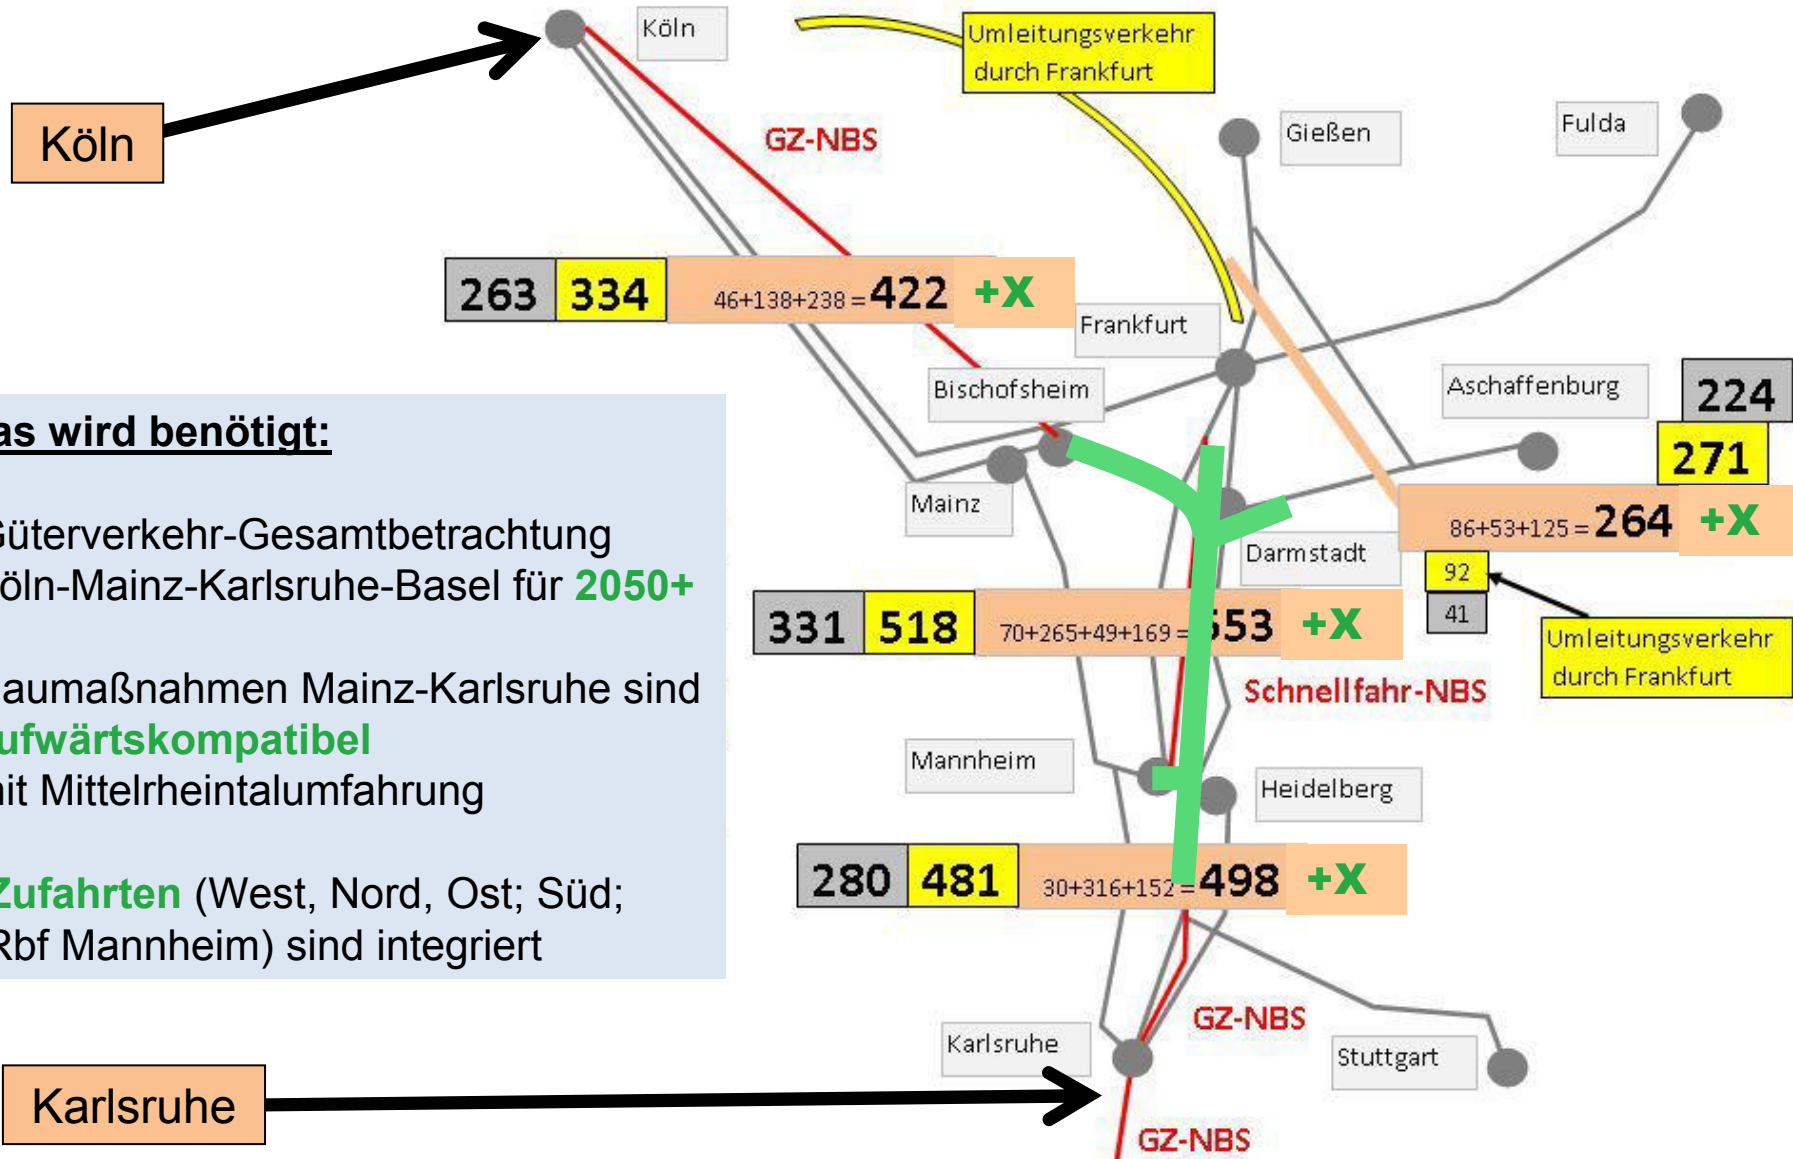 Köln
Umleitungsverkehr
durch Frankfurt
Köln
GZ-NBS
Gießen
Fulda
263 334 46+138+238 = 422 +X
Frankfurt
Bischofsheim
Aschaffenburg
224
271
as wird benötigt:
Mainz
Güterverkehr-Gesamtbetrachtung
öln-Mainz-Karlsruhe-Basel für 2050+
86+53+125 = 264 +X
Darmstadt
92
41
Umleitungsverkehr
durch Frankfurt
331 518 70+265+49+169 = 553 +X
aumaßnahmen Mainz-Karlsruhe sind
ufwärtskompatibel
it Mittelrheintalumfahrung
Schnellfahr-NBS
Mannheim
Heidelberg
280 481 30+316+152 = 498 +X
Zufahrten (West, Nord, Ost; Süd;
Rbf Mannheim) sind integriert
GZ-NBS
Karlsruhe
Stuttgart
Karlsruhe
GZ-NBS